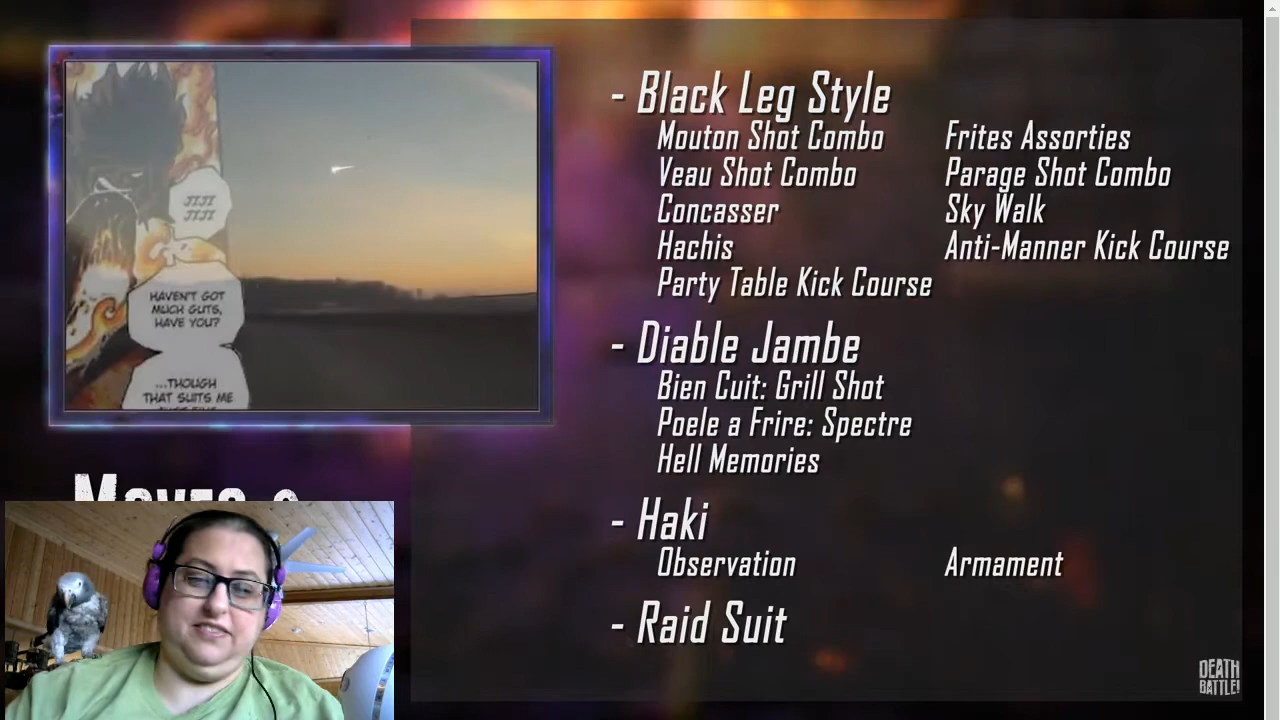 JIJI
JIJI
HAVEN'T GOT
MUCH GUTS,
HAVE YOU?
...THOUGH
THAT SUITS ME
- Black Leg Style
Mouton Shot Combo
Veau Shot Combo
Concasser
Hachis
Party Table Kick Course
Frites Assorties
Parage Shot Combo
Sky Walk
Anti-Manner Kick Course
- Diable Jambe
Bien Cuit: Grill Shot
Poele a Frire: Spectre
Hell Memories
- Haki
Observation
Armament
- Raid Suit
DEATH
BATTLE!